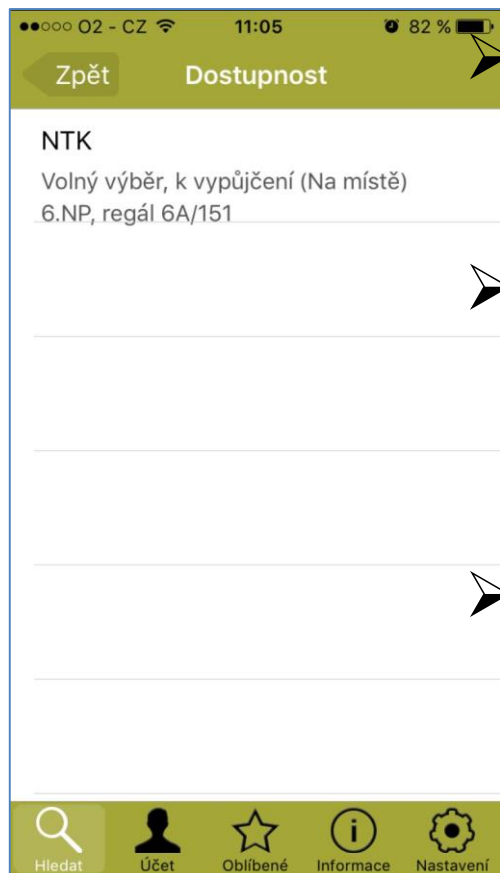 ●●○○○ O2 - CZ 11:05 82 %
Zpět Dostupnost
NTK
Volný výběr, k vypůjčení (Na místě)
6.NP, regál 6A/151
Hledat Účet Oblíbené Informace Nastavení